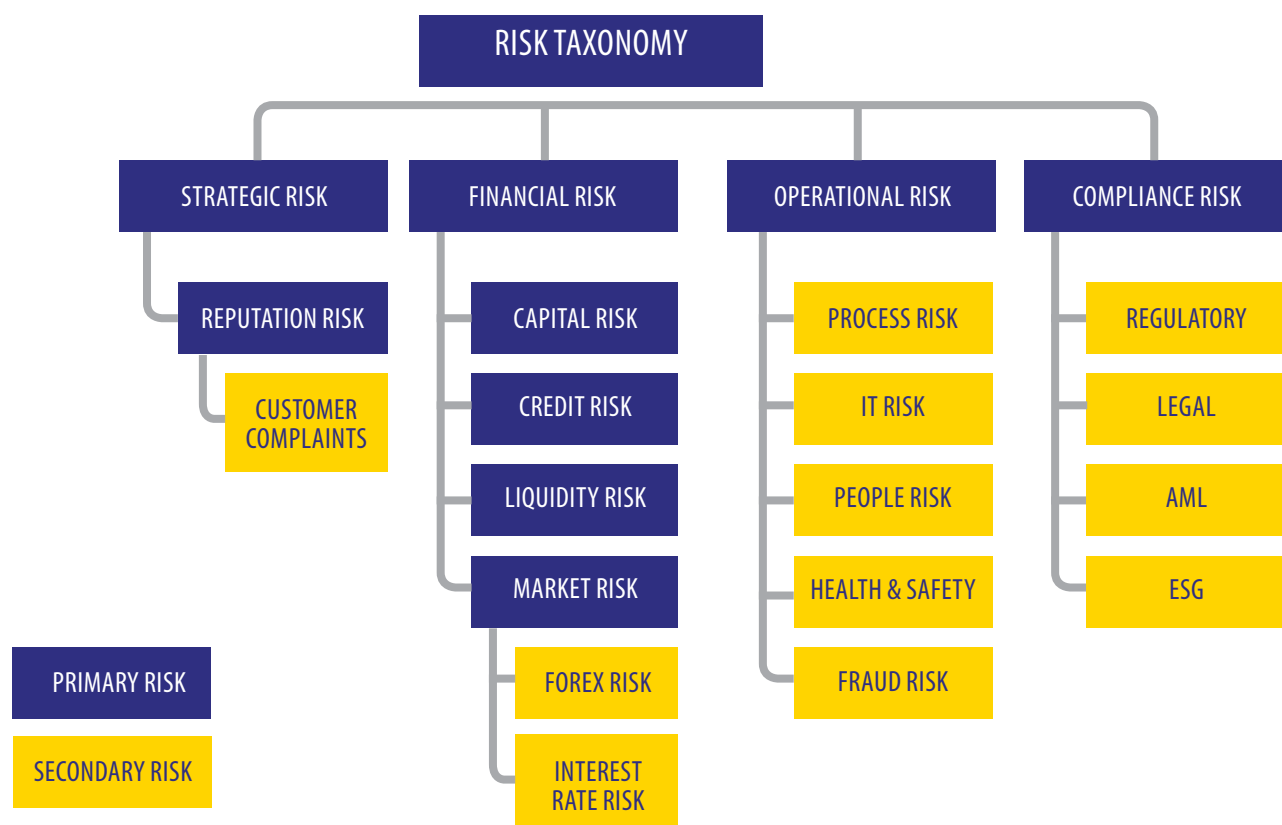 RISK TAXONOMY
STRATEGIC RISK
FINANCIAL RISK
OPERATIONAL RISK
COMPLIANCE RISK
REPUTATION RISK
CUSTOMER
COMPLAINTS
CAPITAL RISK
CREDIT RISK
LIQUIDITY RISK
MARKET RISK
FOREX RISK
INTEREST
RATE RISK
PROCESS RISK
IT RISK
PEOPLE RISK
HEALTH & SAFETY
FRAUD RISK
REGULATORY
LEGAL
AML
ESG
PRIMARY RISK
SECONDARY RISK